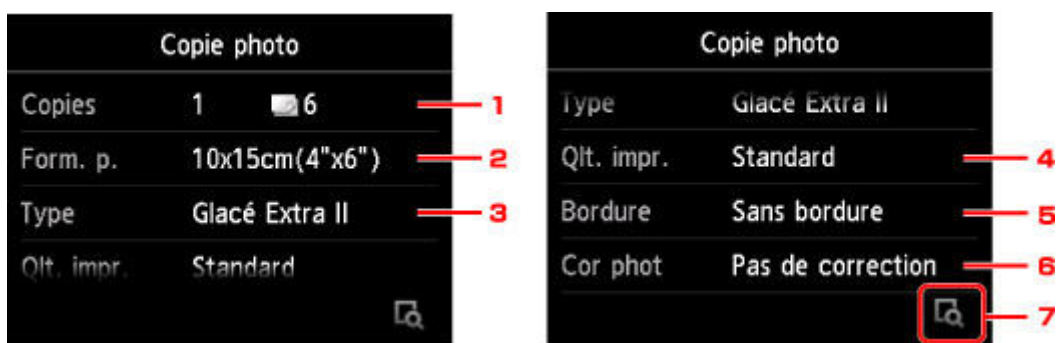 Copie photo
Copies 1 6 1
Form. p. 10x15cm(4"x6") 2
Type Glacé Extra II 3
Qlt. impr. Standard
Copie photo
Type Glacé Extra II
Qlt. impr. Standard 4
Bordure Sans bordure 5
Cor phot Pas de correction 6
7